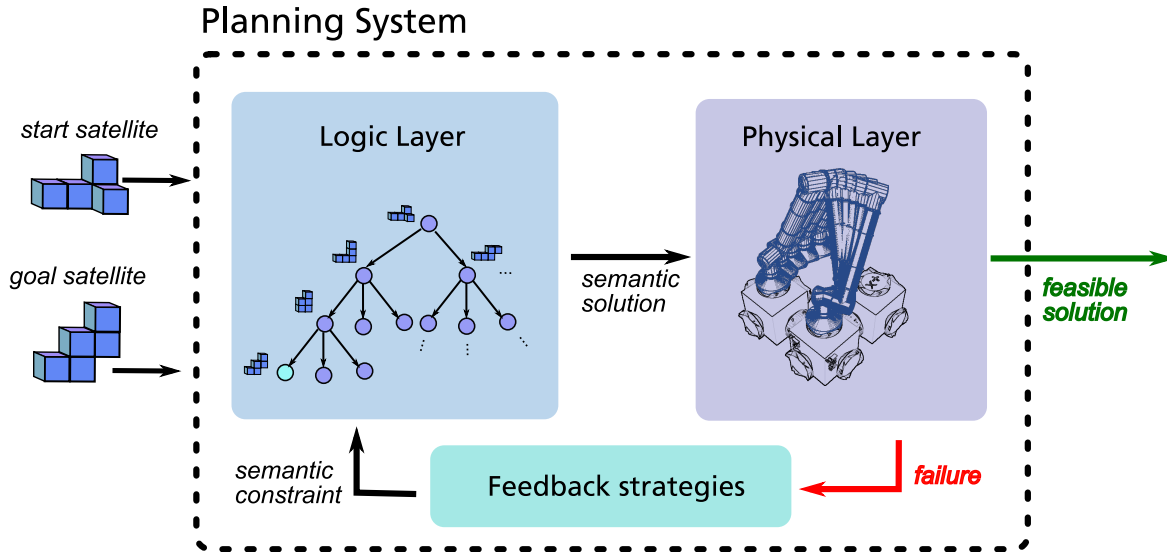 Planning System
start satellite
goal satellite
Logic Layer
...
semantic
solution
Physical Layer
feasible
solution
semantic
constraint
Feedback strategies
failure